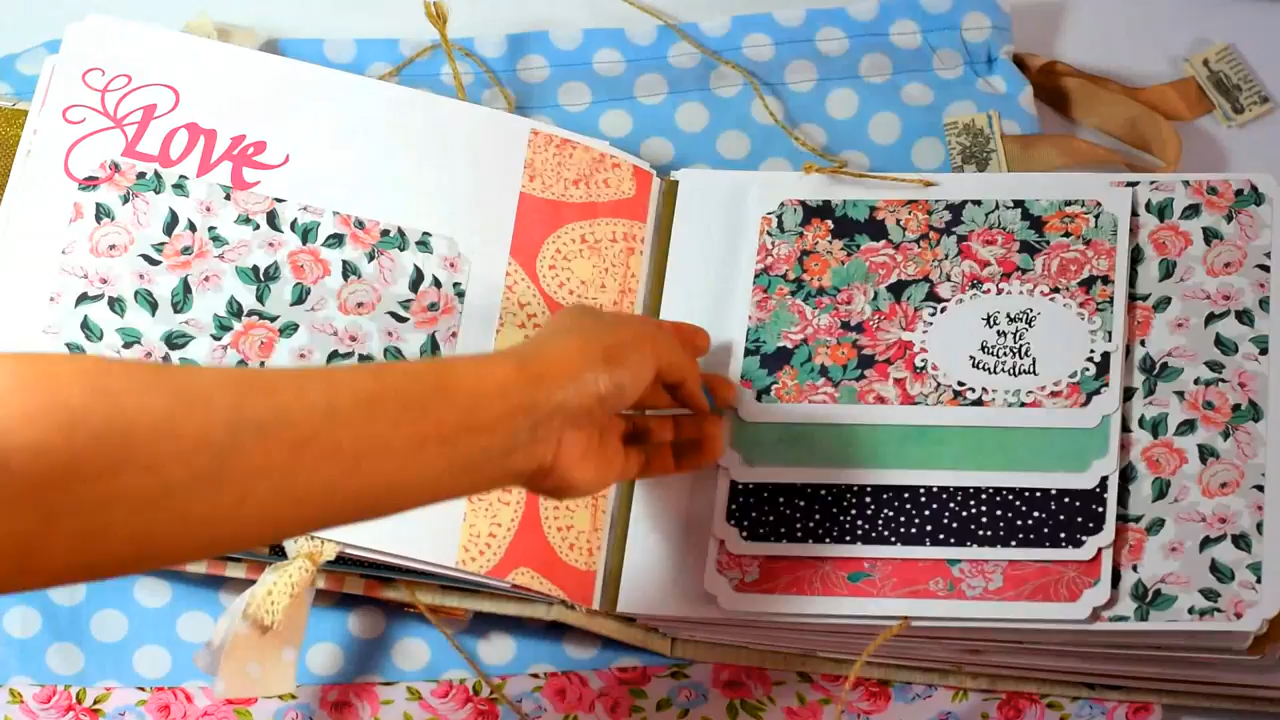 Love
te soñé
y te
hiciste
realidad